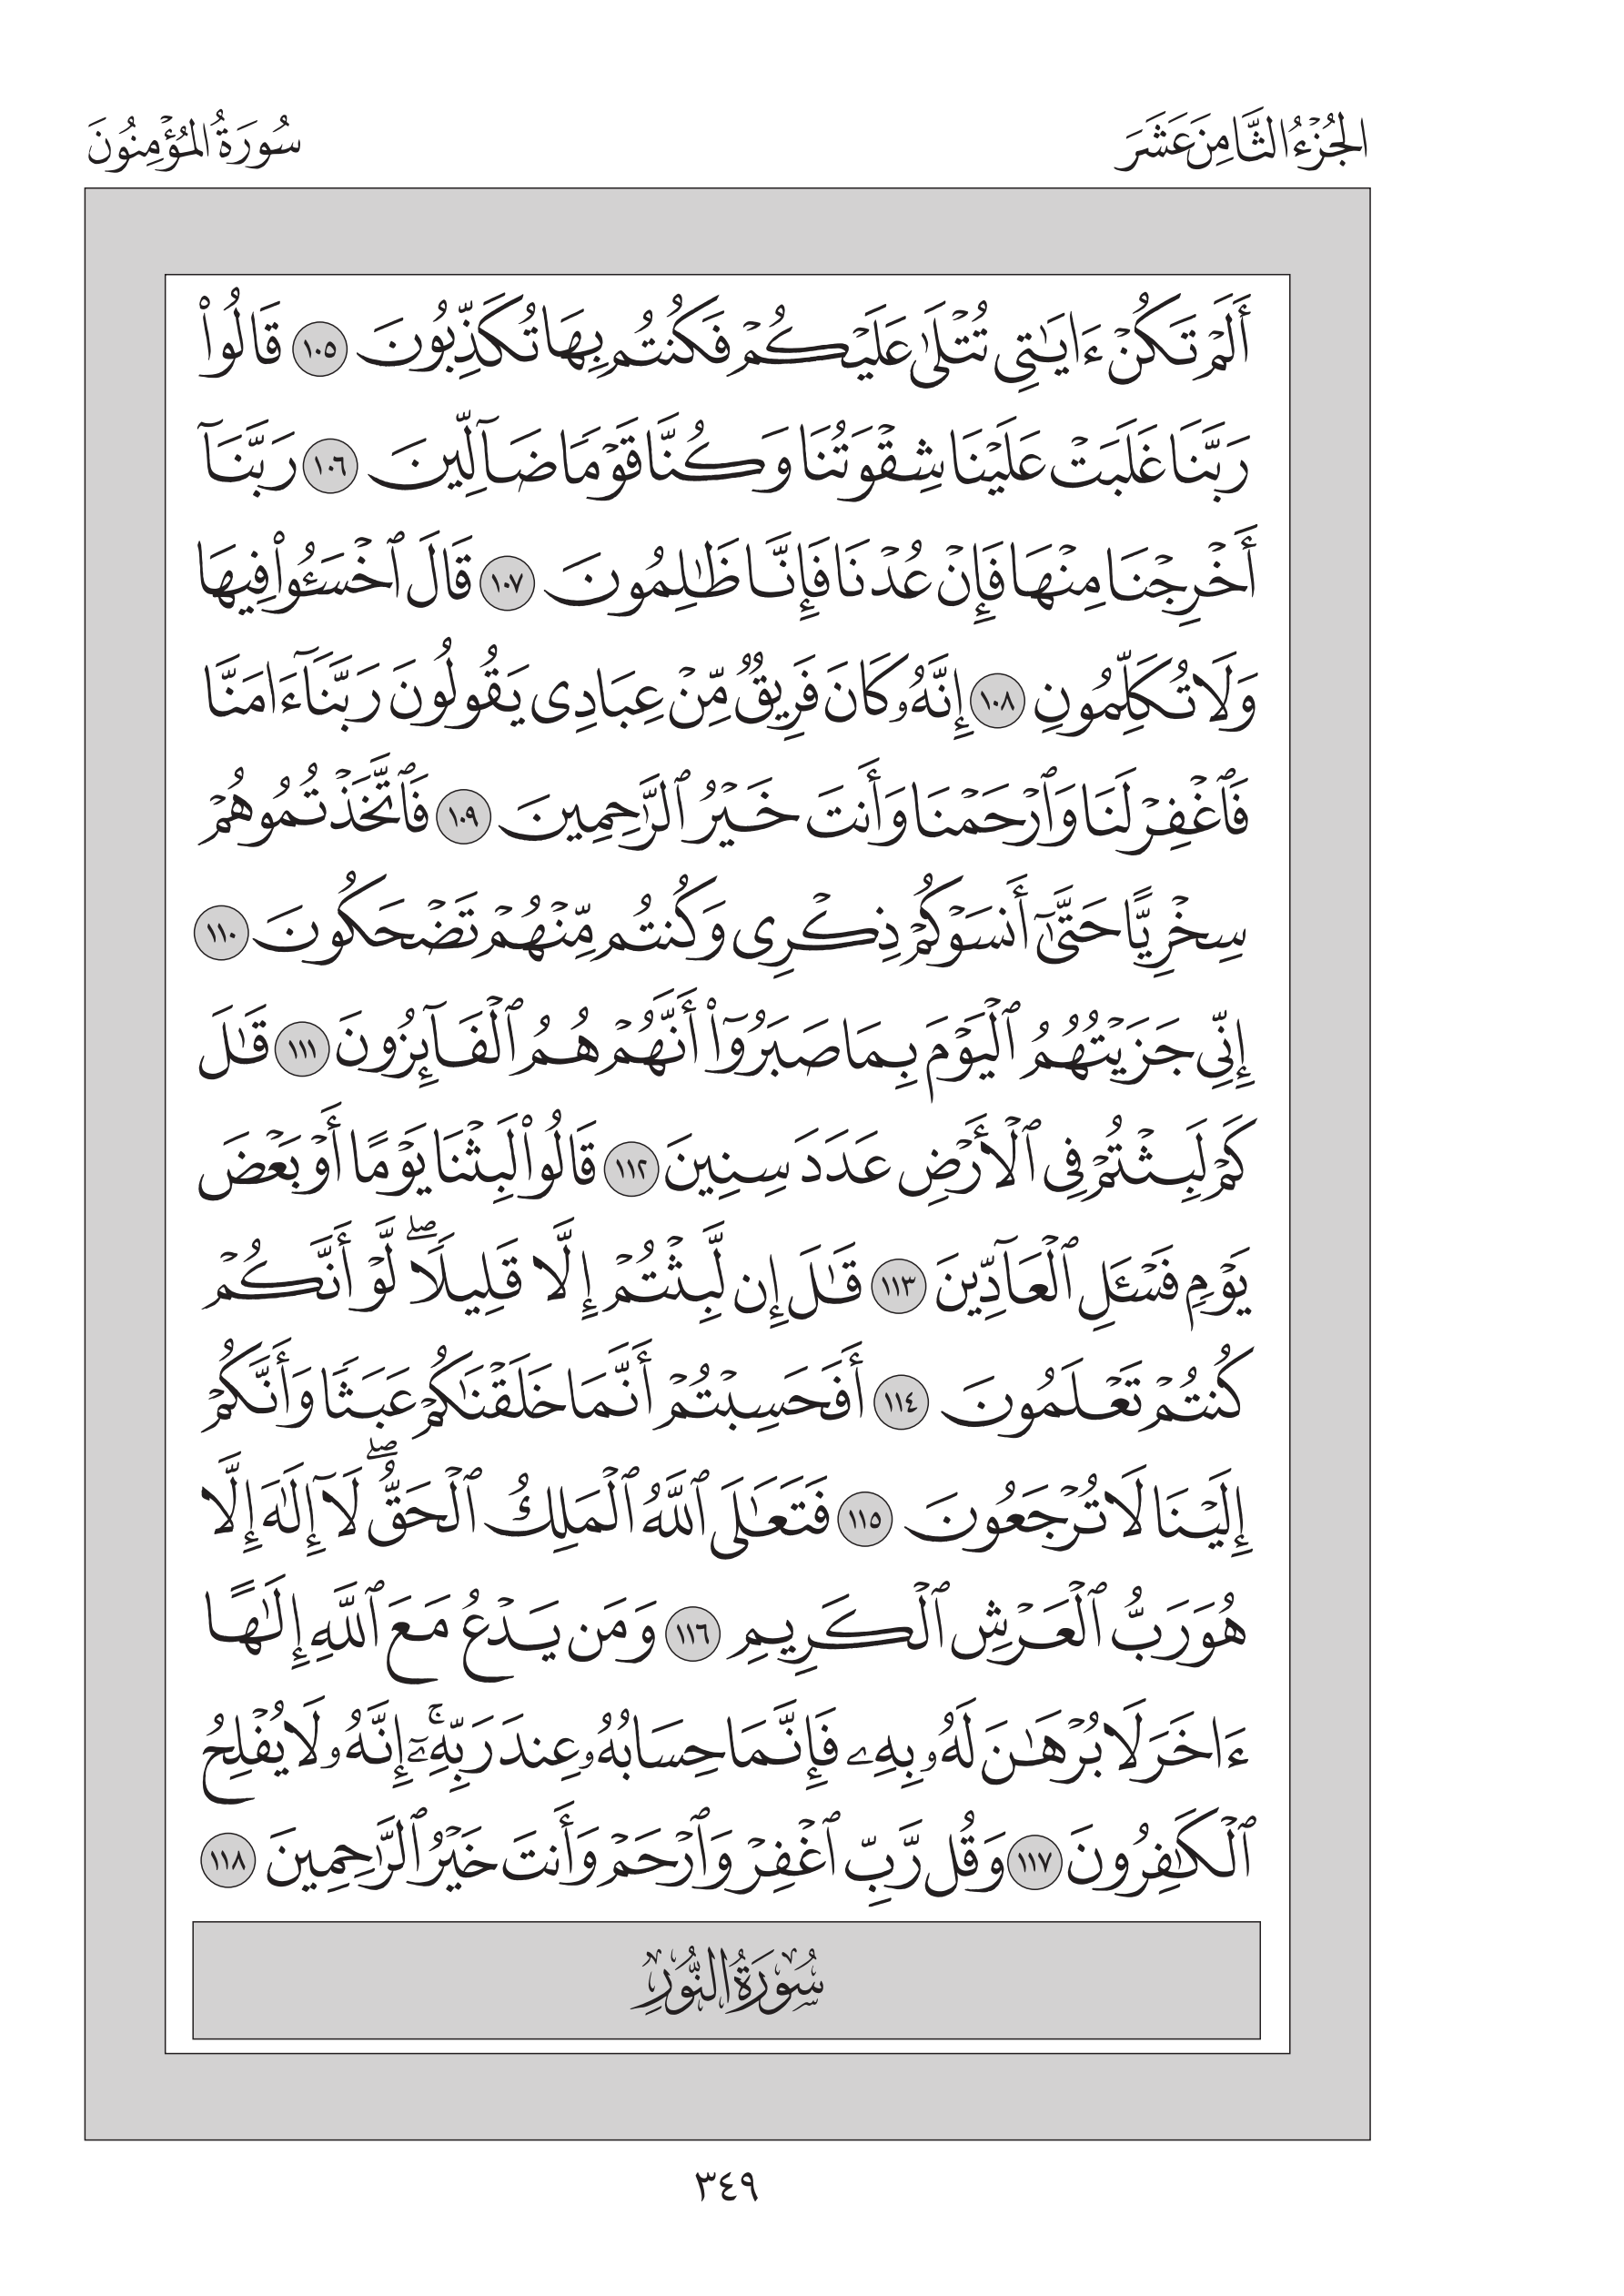 الجُزْءُ الثَّامِنَ عَشَرَ
سُورَةُ المُؤْمِنُونَ
أَلَمْ تَكُنْ ءَايَٰتِى تُتْلَىٰ عَلَيْكُمْ فَكُنتُم بِهَا تُكَذِّبُونَ ١٠٥ قَالُوا۟
رَبَّنَا غَلَبَتْ عَلَيْنَا شِقْوَتُنَا وَكُنَّا قَوْمًا ضَآلِّينَ ١٠٦ رَبَّنَآ
أَخْرِجْنَا مِنْهَا فَإِنْ عُدْنَا فَإِنَّا ظَٰلِمُونَ ١٠٧ قَالَ ٱخْسَـُٔوا۟ فِيهَا
وَلَا تُكَلِّمُونِ ١٠٨ إِنَّهُۥ كَانَ فَرِيقٌ مِّنْ عِبَادِى يَقُولُونَ رَبَّنَآ ءَامَنَّا
فَٱغْفِرْ لَنَا وَٱرْحَمْنَا وَأَنتَ خَيْرُ ٱلرَّٰحِمِينَ ١٠٩ فَٱتَّخَذْتُمُوهُمْ
سِخْرِيًّا حَتَّىٰٓ أَنسَوْكُمْ ذِكْرِى وَكُنتُم مِّنْهُمْ تَضْحَكُونَ ١١٠
إِنِّى جَزَيْتُهُمُ ٱلْيَوْمَ بِمَا صَبَرُوٓا۟ أَنَّهُمْ هُمُ ٱلْفَآئِزُونَ ١١١ قَٰلَ
كَمْ لَبِثْتُمْ فِى ٱلْأَرْضِ عَدَدَ سِنِينَ ١١٢ قَالُوا۟ لَبِثْنَا يَوْمًا أَوْ بَعْضَ
يَوْمٍ فَسْـَٔلِ ٱلْعَآدِّينَ ١١٣ قَٰلَ إِن لَّبِثْتُمْ إِلَّا قَلِيلًا ۖ لَّوْ أَنَّكُمْ
كُنتُمْ تَعْلَمُونَ ١١٤ أَفَحَسِبْتُمْ أَنَّمَا خَلَقْنَٰكُمْ عَبَثًا وَأَنَّكُمْ
إِلَيْنَا لَا تُرْجَعُونَ ١١٥ فَتَعَٰلَى ٱللَّهُ ٱلْمَلِكُ ٱلْحَقُّ ۖ لَآ إِلَٰهَ إِلَّا
هُوَ رَبُّ ٱلْعَرْشِ ٱلْكَرِيمِ ١١٦ وَمَن يَدْعُ مَعَ ٱللَّهِ إِلَٰهًا
ءَاخَرَ لَا بُرْهَٰنَ لَهُۥ بِهِۦ فَإِنَّمَا حِسَابُهُۥ عِندَ رَبِّهِۦٓ ۚ إِنَّهُۥ لَا يُفْلِحُ
ٱلْكَٰفِرُونَ ١١٧ وَقُل رَّبِّ ٱغْفِرْ وَٱرْحَمْ وَأَنتَ خَيْرُ ٱلرَّٰحِمِينَ ١١٨
سُورَةُ النُّورِ
٣٤٩